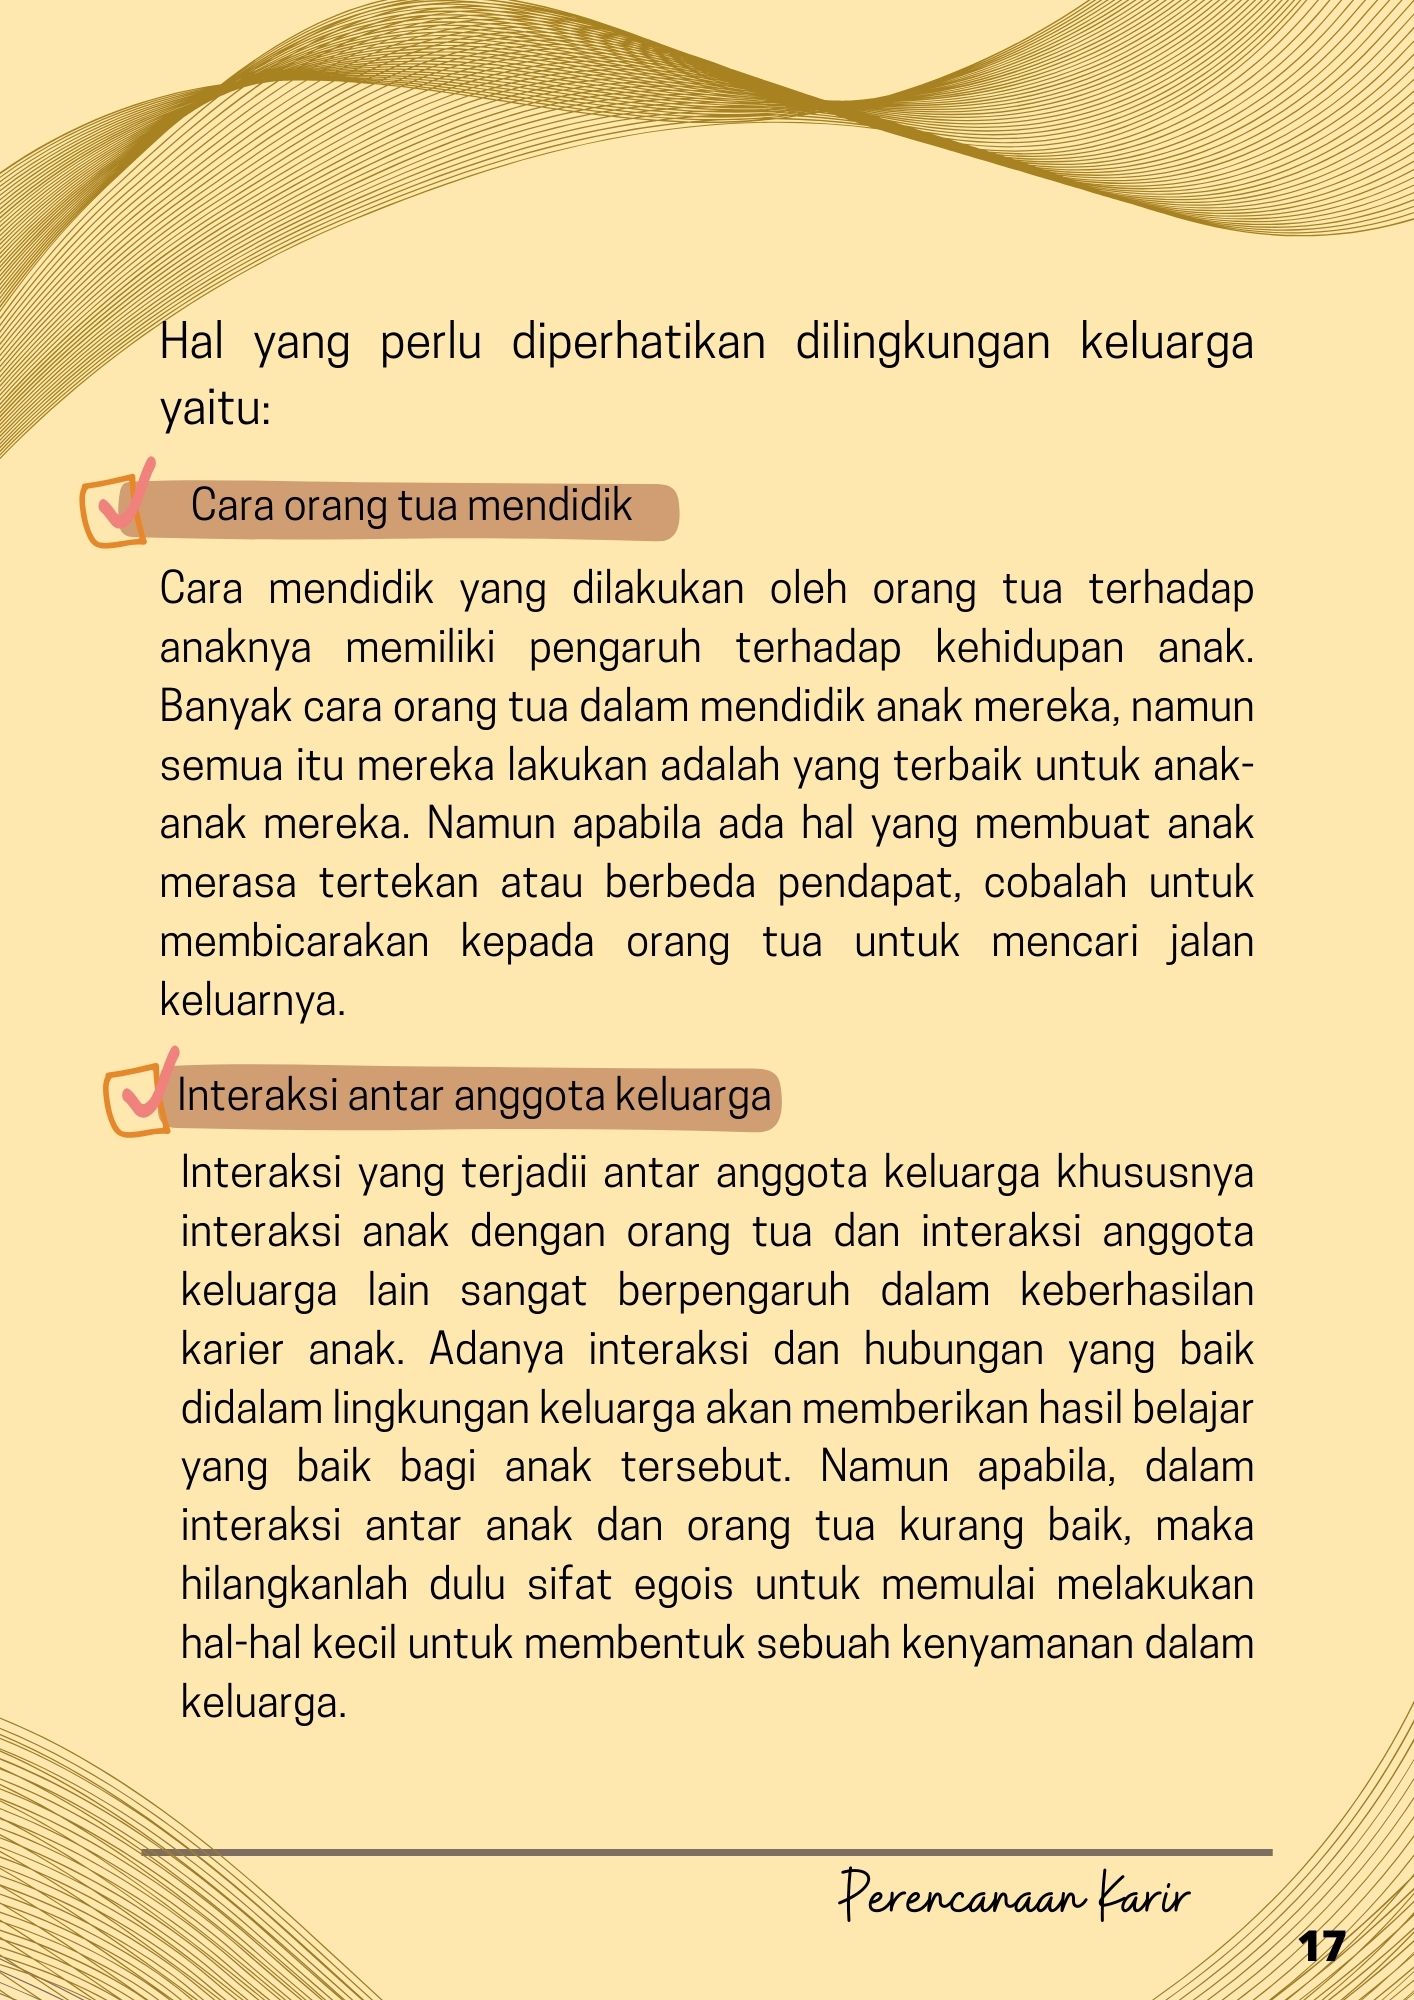 Hal yang perlu diperhatikan dilingkungan keluarga
yaitu:
Cara orang tua mendidik
Cara mendidik yang dilakukan oleh orang tua terhadap
anaknya memiliki pengaruh terhadap kehidupan anak.
Banyak cara orang tua dalam mendidik anak mereka, namun
semua itu mereka lakukan adalah yang terbaik untuk anak-
anak mereka. Namun apabila ada hal yang membuat anak
merasa tertekan atau berbeda pendapat, cobalah untuk
membicarakan kepada orang tua untuk mencari jalan
keluarnya.
Interaksi antar anggota keluarga
Interaksi yang terjadii antar anggota keluarga khususnya
interaksi anak dengan orang tua dan interaksi anggota
keluarga lain sangat berpengaruh dalam keberhasilan
karier anak. Adanya interaksi dan hubungan yang baik
didalam lingkungan keluarga akan memberikan hasil belajar
yang baik bagi anak tersebut. Namun apabila, dalam
interaksi antar anak dan orang tua kurang baik, maka
hilangkanlah dulu sifat egois untuk memulai melakukan
hal-hal kecil untuk membentuk sebuah kenyamanan dalam
keluarga.
Perencanaan Karir
17